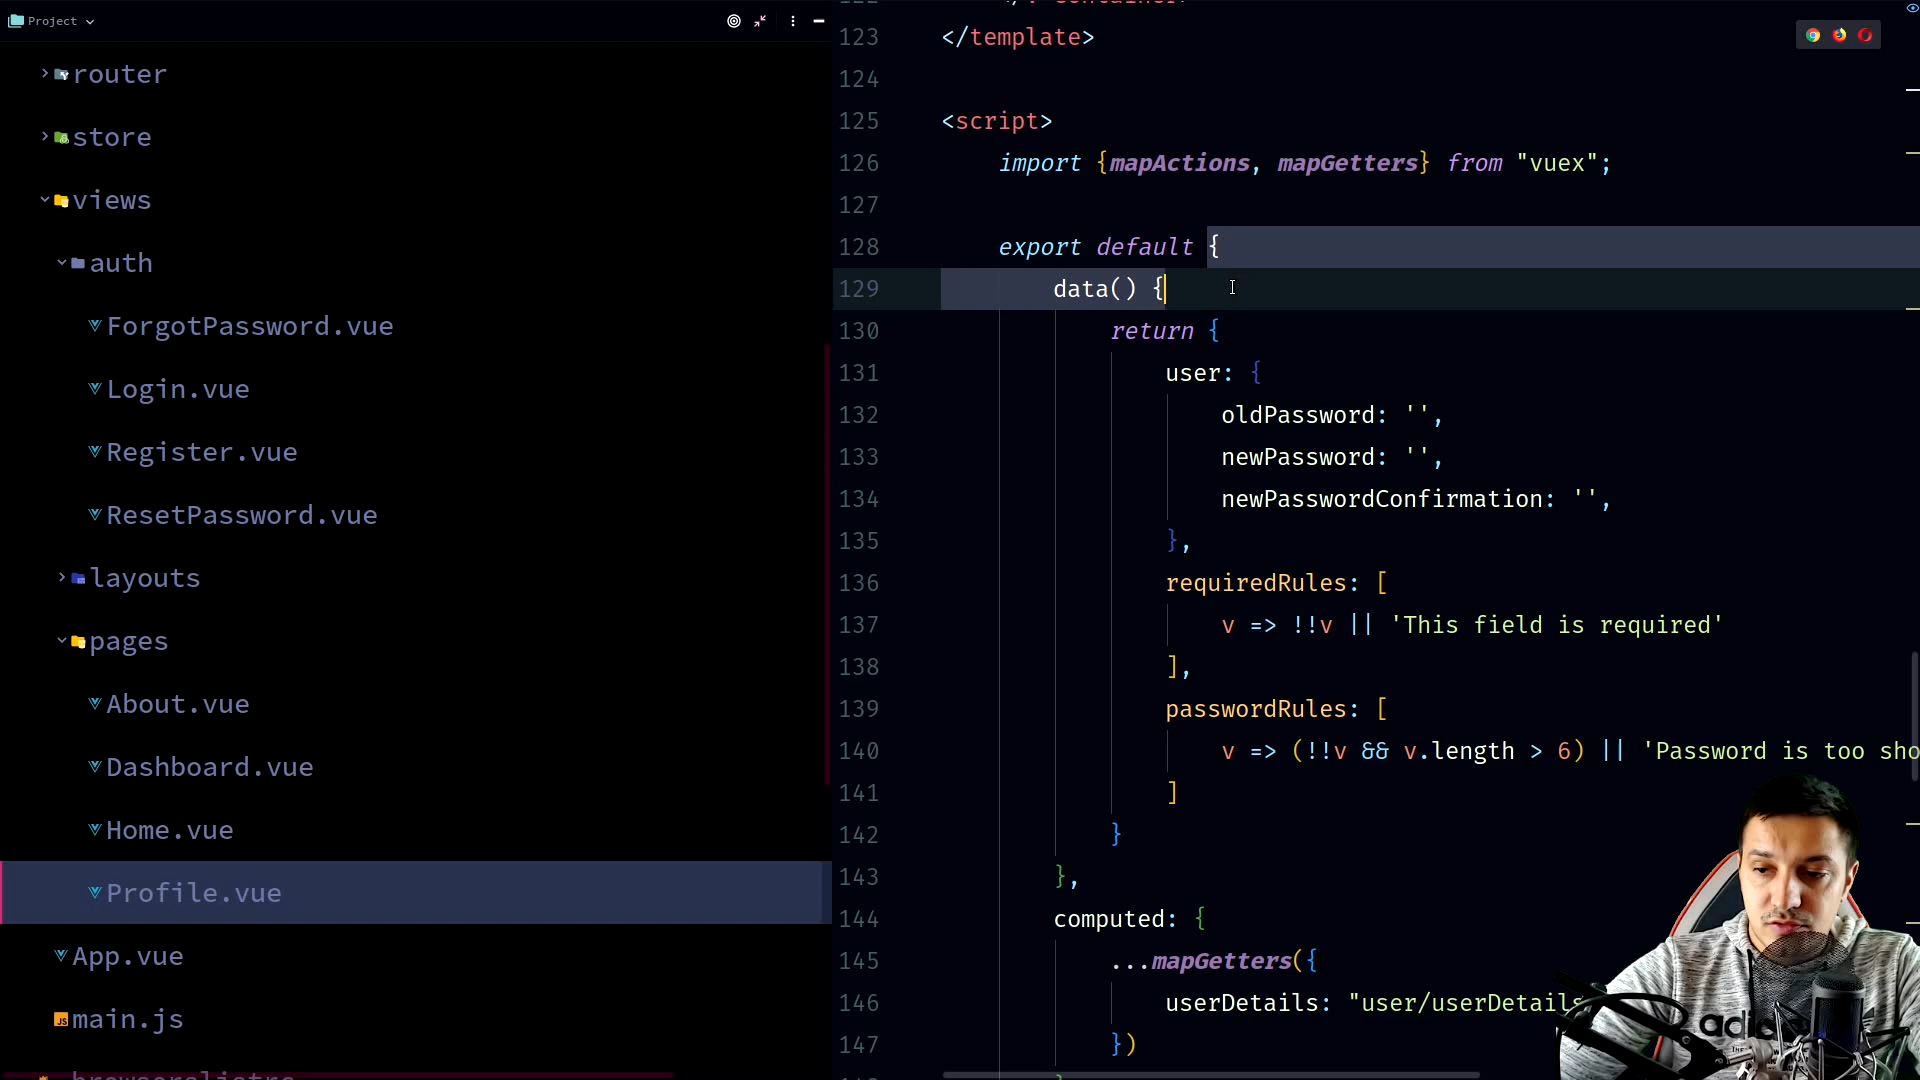 Project
router
store
views
auth
ForgotPassword.vue
Login.vue
Register.vue
ResetPassword.vue
layouts
pages
About.vue
Dashboard.vue
Home.vue
Profile.vue
App.vue
main.js
123 </template>
124
125 <script>
126 import {mapActions, mapGetters} from "vuex";
127
128 export default {
129 data() {
130 return {
131 user: {
132 oldPassword: '',
133 newPassword: '',
134 newPasswordConfirmation: '',
135 },
136 requiredRules: [
137 v => !!v || 'This field is required'
138 ],
139 passwordRules: [
140 v => (!!v && v.length > 6) || 'Password is too sho
141 ]
142 }
143 },
144 computed: {
145 ...mapGetters({
146 userDetails: "user/userDetails
147 })